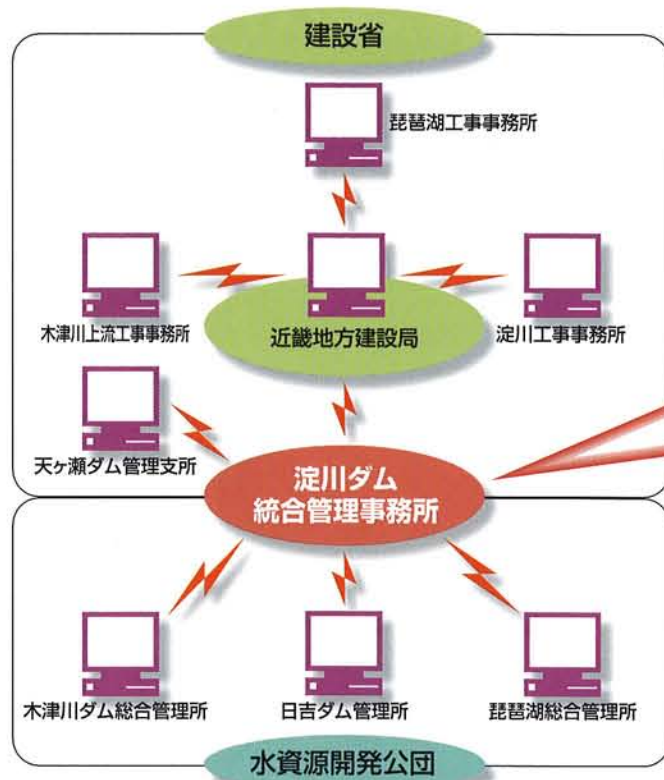 建設省
琵琶湖工事事務所
木津川上流工事事務所
近畿地方建設局
淀川工事事務所
天ヶ瀬ダム管理支所
淀川ダム
統合管理事務所
木津川ダム総合管理所
日吉ダム管理所
琵琶湖総合管理所
水資源開発公団